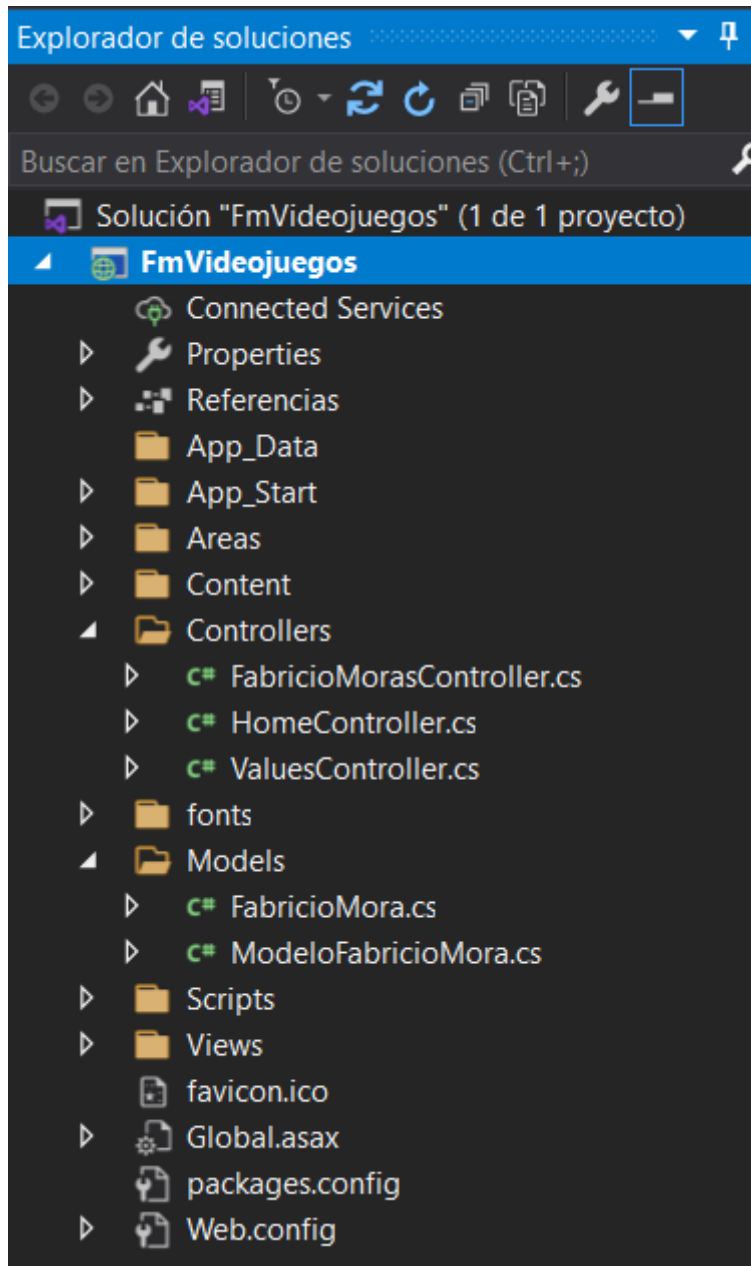 Explorador de soluciones
Buscar en Explorador de soluciones (Ctrl+;)
Solución "FmVideojuegos" (1 de 1 proyecto)
FmVideojuegos
Connected Services
Properties
Referencias
App_Data
App_Start
Areas
Content
Controllers
C# FabricioMorasController.cs
C# HomeController.cs
C# ValuesController.cs
fonts
Models
C# FabricioMora.cs
C# ModeloFabricioMora.cs
Scripts
Views
favicon.ico
Global.asax
packages.config
Web.config